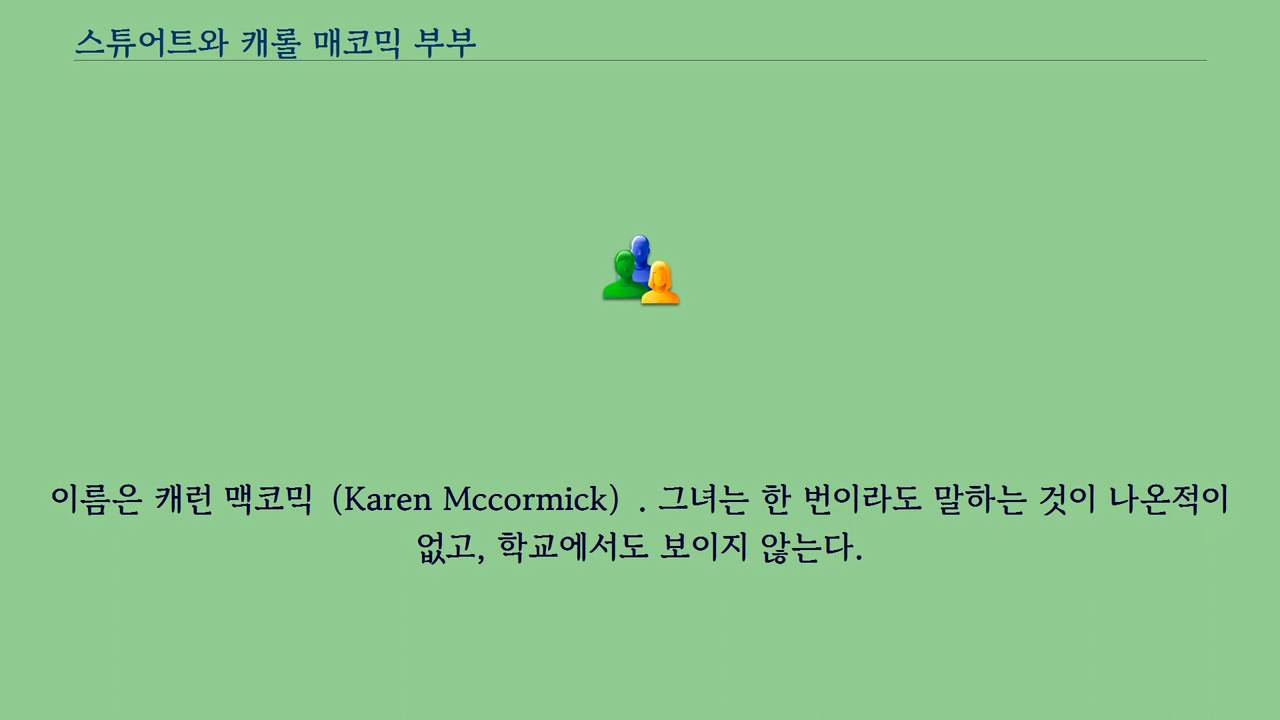 스튜어트와 캐롤 매코믹 부부
이름은 캐런 맥코믹 (Karen Mccormick) . 그녀는 한 번이라도 말하는 것이 나온적이
없고, 학교에서도 보이지 않는다.